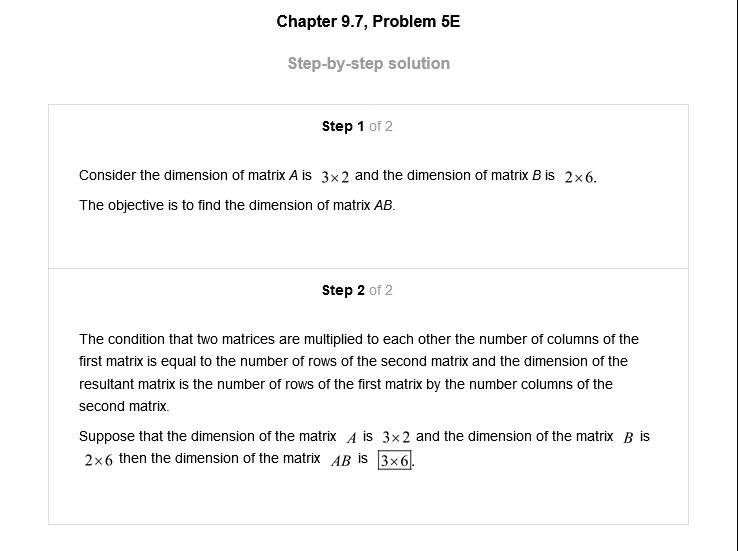 Chapter 9.7, Problem 5E
Step-by-step solution
Step 1 of 2
Consider the dimension of matrix A is 3×2 and the dimension of matrix B is 2×6.
The objective is to find the dimension of matrix AB.
Step 2 of 2
The condition that two matrices are multiplied to each other the number of columns of the
first matrix is equal to the number of rows of the second matrix and the dimension of the
resultant matrix is the number of rows of the first matrix by the number columns of the
second matrix.
Suppose that the dimension of the matrix A is 3×2 and the dimension of the matrix B is
2×6 then the dimension of the matrix AB is 3×6.